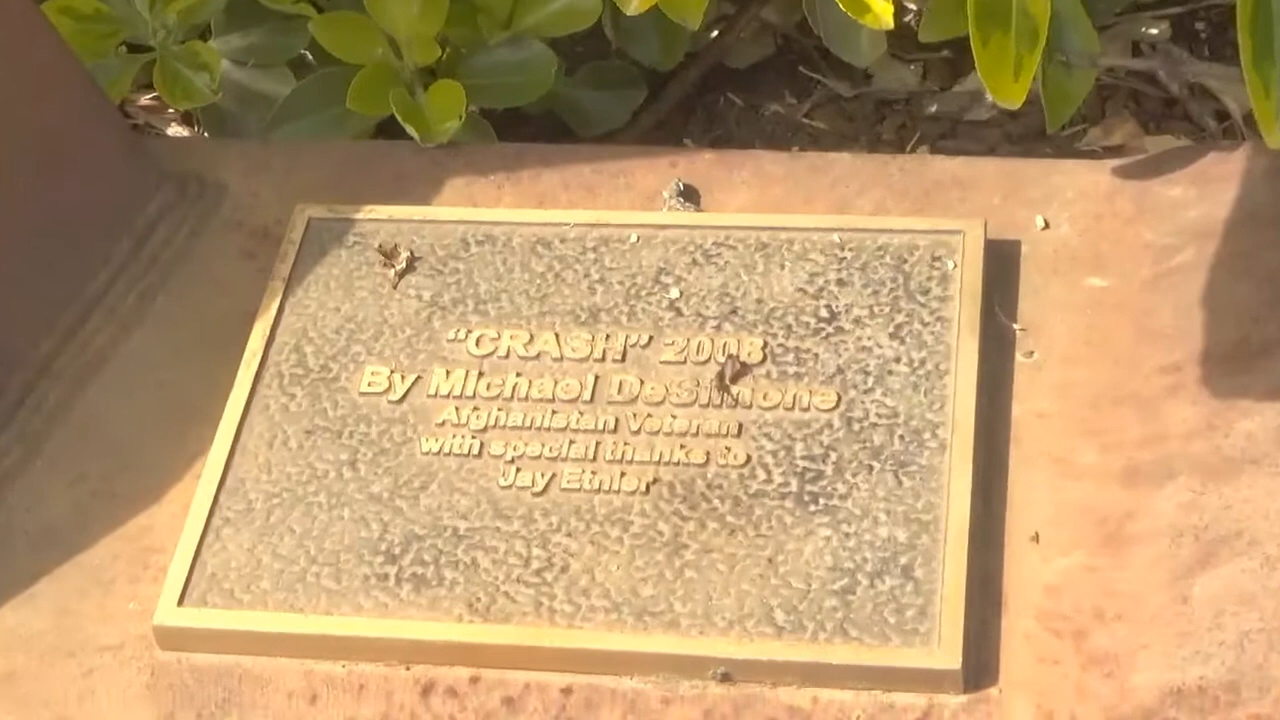 “CRASH” 2008
By Michael DeSimone
Afghanistan Veteran
with special thanks to
Jay Etnier